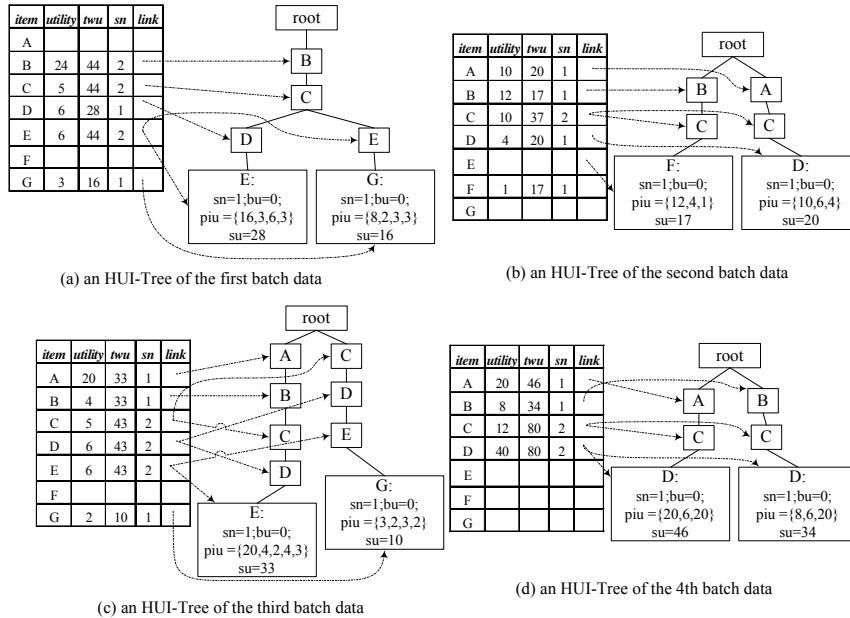 item utility twu sn link
A
B 24 44 2
C 5 44 2
D 6 28 1
E 6 44 2
F
G 3 16 1
root
B
C
D E
E:
sn=1;bu=0;
piu ={16,3,6,3}
su=28
G:
sn=1;bu=0;
piu ={8,2,3,3}
su=16
(a) an HUI-Tree of the first batch data
item utility twu sn link
A 10 20 1
B 12 17 1
C 10 37 2
D 4 20 1
E
F 1 17 1
G
root
B A
C C
F:
sn=1;bu=0;
piu ={12,4,1}
su=17
D:
sn=1;bu=0;
piu ={10,6,4}
su=20
(b) an HUI-Tree of the second batch data
item utility twu sn link
A 20 33 1
B 4 33 1
C 5 43 2
D 6 43 2
E 6 43 2
F
G 2 10 1
root
A C
B D
C E
D
E:
sn=1;bu=0;
piu ={20,4,2,4,3}
su=33
G:
sn=1;bu=0;
piu ={3,2,3,2}
su=10
(c) an HUI-Tree of the third batch data
item utility twu sn link
A 20 46 1
B 8 34 1
C 12 80 2
D 40 80 2
E
F
G
root
A B
C C
D:
sn=1;bu=0;
piu ={20,6,20}
su=46
D:
sn=1;bu=0;
piu ={8,6,20}
su=34
(d) an HUI-Tree of the 4th batch data